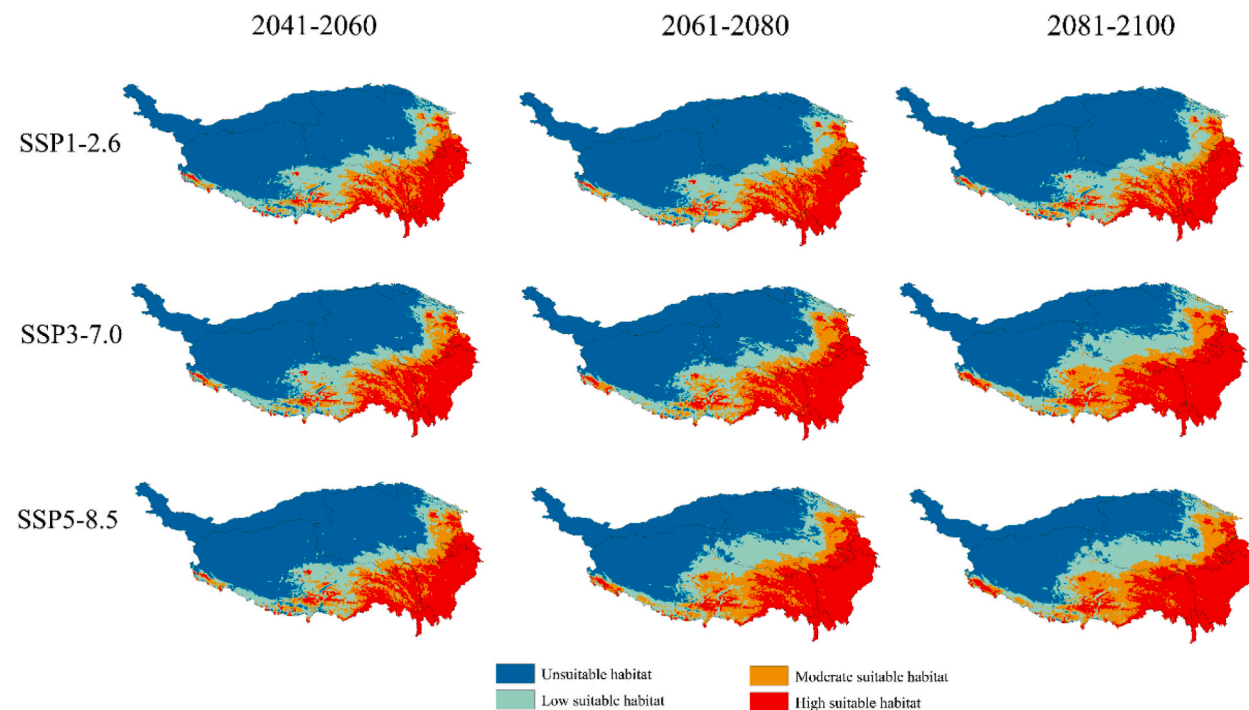 2041-2060 2061-2080 2081-2100
SSP1-2.6
SSP3-7.0
SSP5-8.5
Unsuitable habitat Moderate suitable habitat
Low suitable habitat High suitable habitat